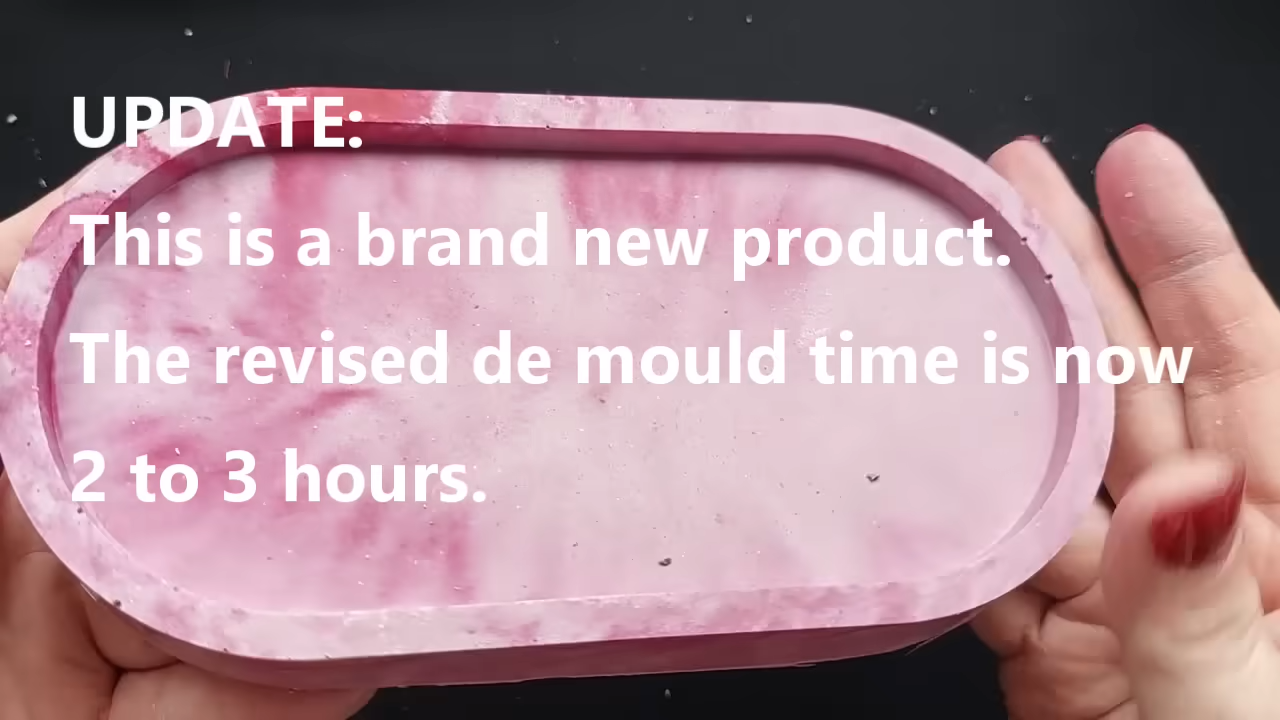 UPDATE:
This is a brand new product.
The revised de mould time is now
2 to 3 hours.